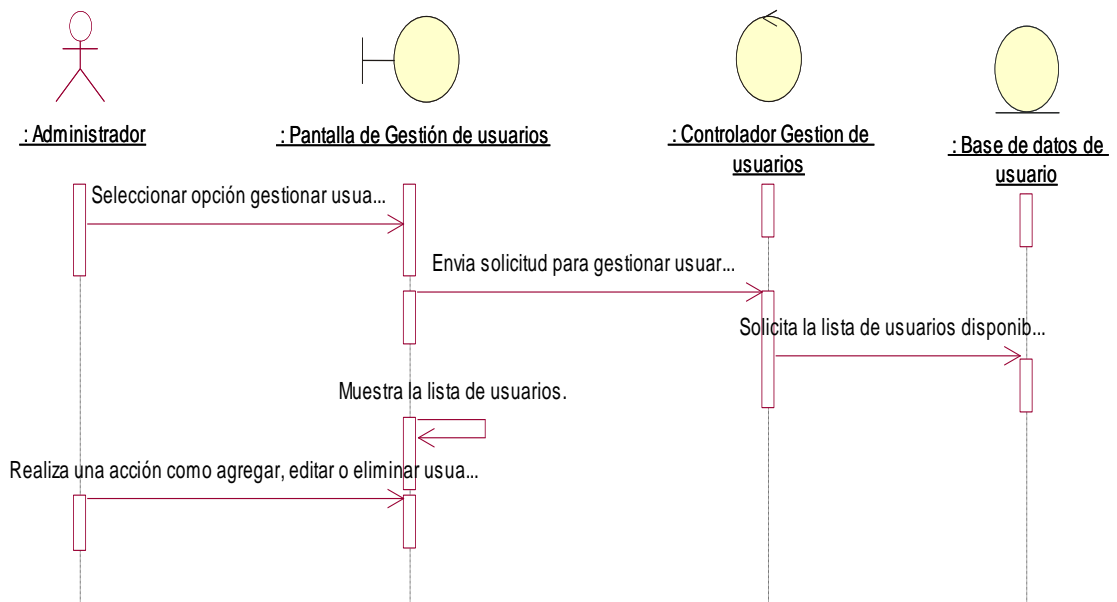 : Administrador
: Pantalla de Gestión de usuarios
: Controlador Gestion de
usuarios
: Base de datos de
usuario
Seleccionar opción gestionar usua...
Envia solicitud para gestionar usuar...
Solicita la lista de usuarios disponib...
Muestra la lista de usuarios.
Realiza una acción como agregar, editar o eliminar usua...